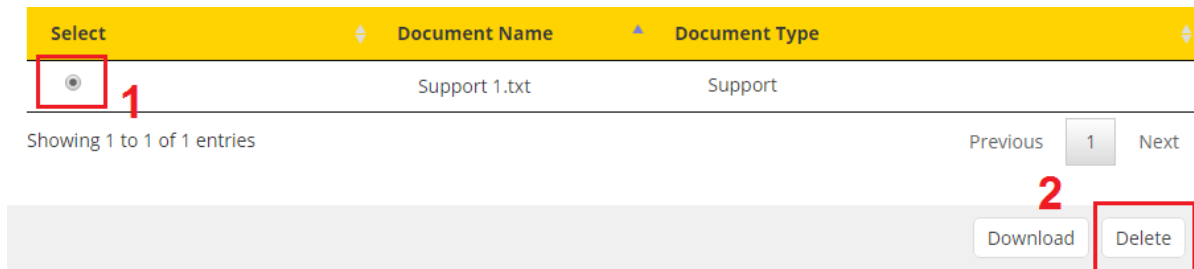 Select Document Name Document Type
Support 1.txt Support
1
Showing 1 to 1 of 1 entries Previous 1 Next
2
Download Delete